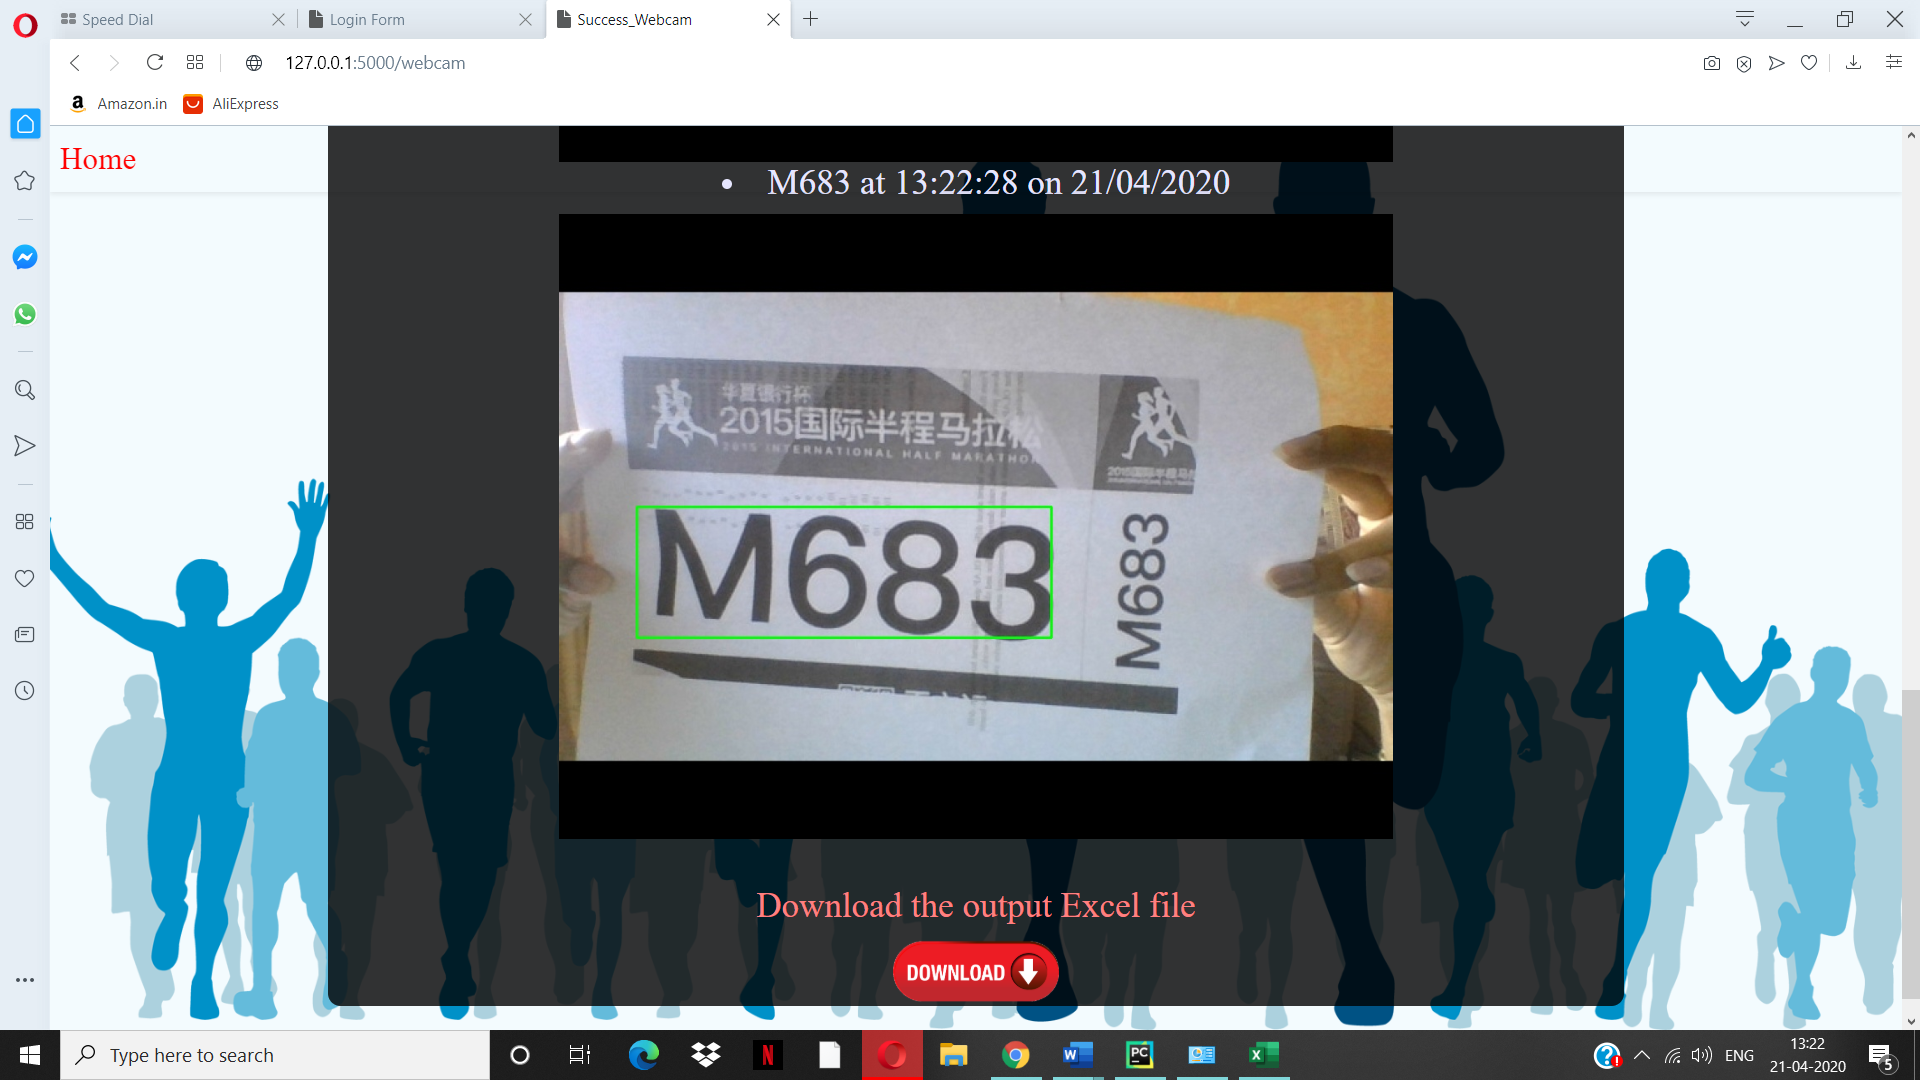 Speed Dial
Login Form
Success_Webcam
127.0.0.1:5000/webcam
Amazon.in
AliExpress
Home
M683 at 13:22:28 on 21/04/2020
华夏银行杯
2015国际半程马拉松
2015 INTERNATIONAL HALF MARATHON
2015国际半程马拉
M683
M683
Download the output Excel file
DOWNLOAD
Type here to search
ENG
13:22
21-04-2020
5